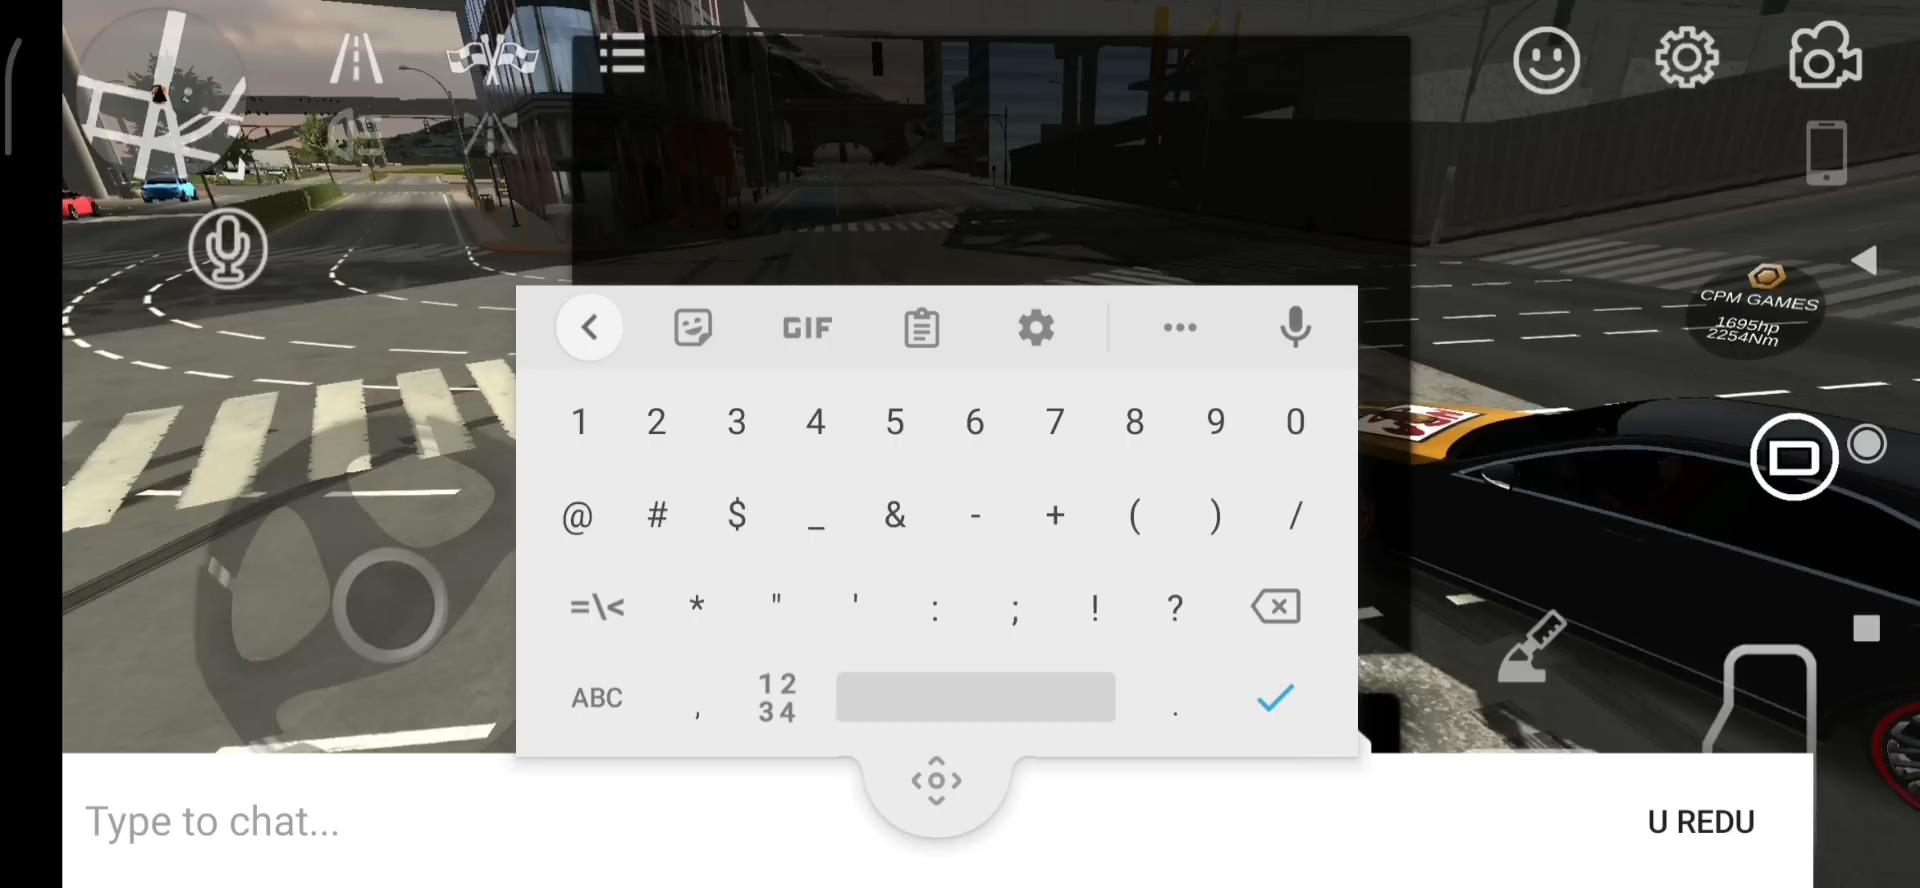 GIF
CPM GAMES
1695hp
2254Nm
1 2 3 4 5 6 7 8 9 0
@ # $ _ & - + ( ) /
=\< * " ' : ; ! ?
ABC , 12 34 .
Type to chat...
U REDU